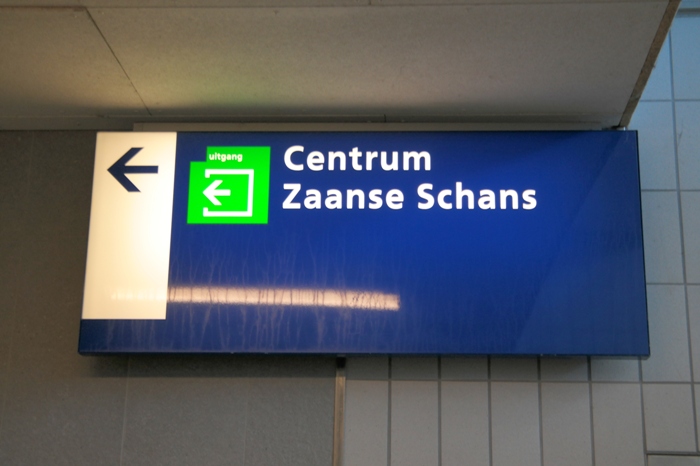 uitgang
Centrum
Zaanse Schans